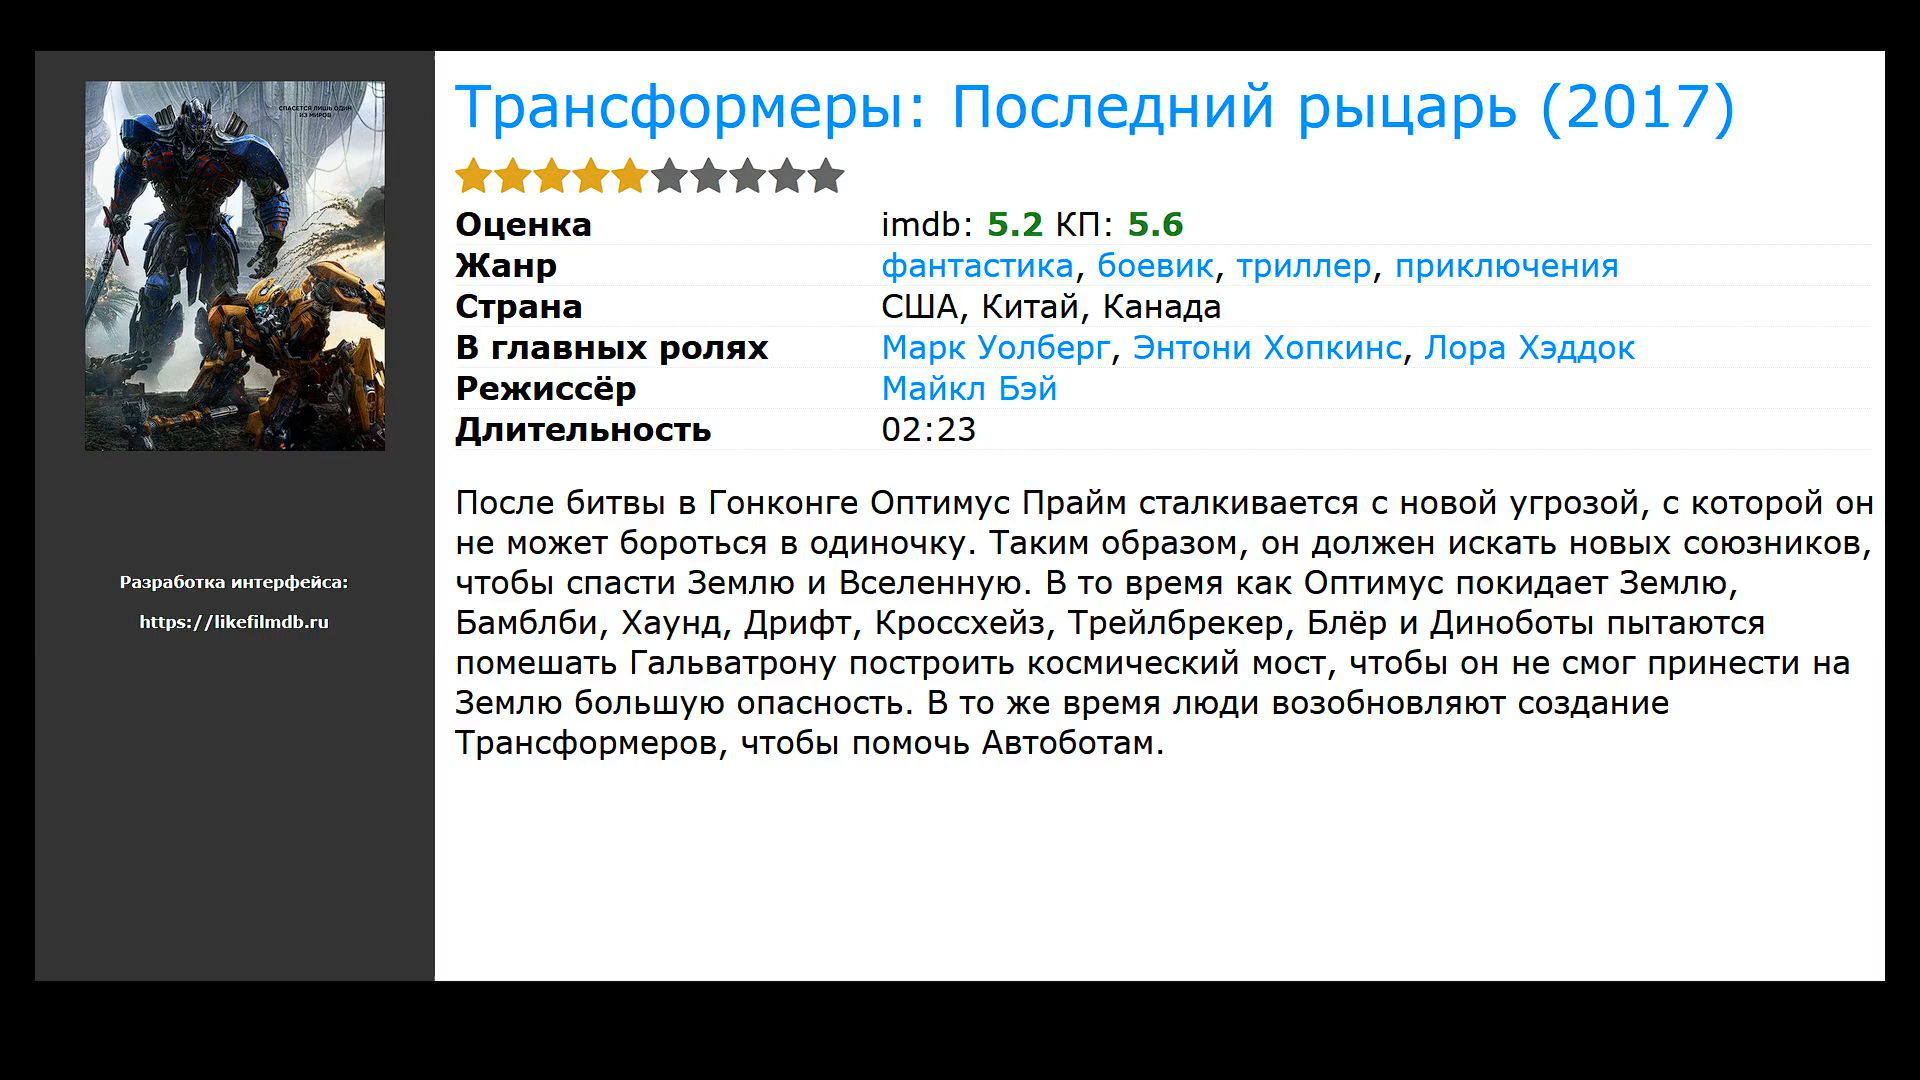 СПАСЕТСЯ ЛИШЬ ОДИН
ИЗ МИРОВ
Разработка интерфейса:
https://likefilmdb.ru
Трансформеры: Последний рыцарь (2017)
Оценка imdb: 5.2 КП: 5.6
Жанр фантастика, боевик, триллер, приключения
Страна США, Китай, Канада
В главных ролях Марк Уолберг, Энтони Хопкинс, Лора Хэддок
Режиссёр Майкл Бэй
Длительность 02:23
После битвы в Гонконге Оптимус Прайм сталкивается с новой угрозой, с которой он
не может бороться в одиночку. Таким образом, он должен искать новых союзников,
чтобы спасти Землю и Вселенную. В то время как Оптимус покидает Землю,
Бамблби, Хаунд, Дрифт, Кроссхейз, Трейлбрекер, Блёр и Диноботы пытаются
помешать Гальватрону построить космический мост, чтобы он не смог принести на
Землю большую опасность. В то же время люди возобновляют создание
Трансформеров, чтобы помочь Автоботам.